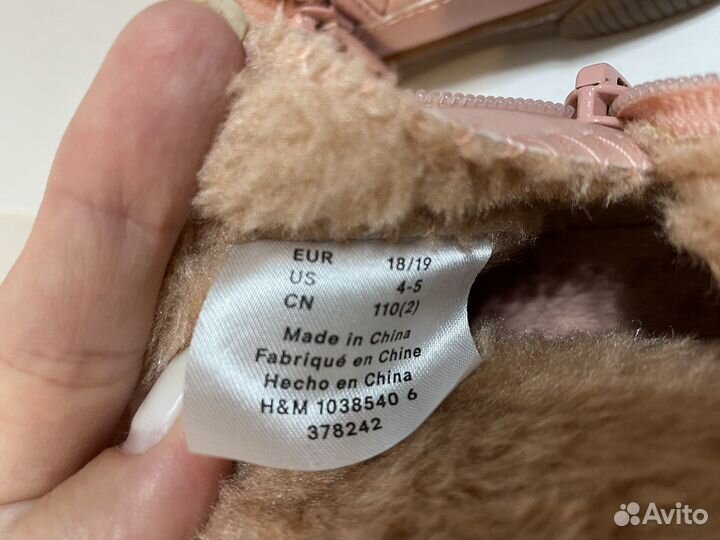 EUR 18/19
US 4-5
CN 110(2)
Made in China
Fabriqué en Chine
Hecho en China
H&M 1038540 6
378242
Avito